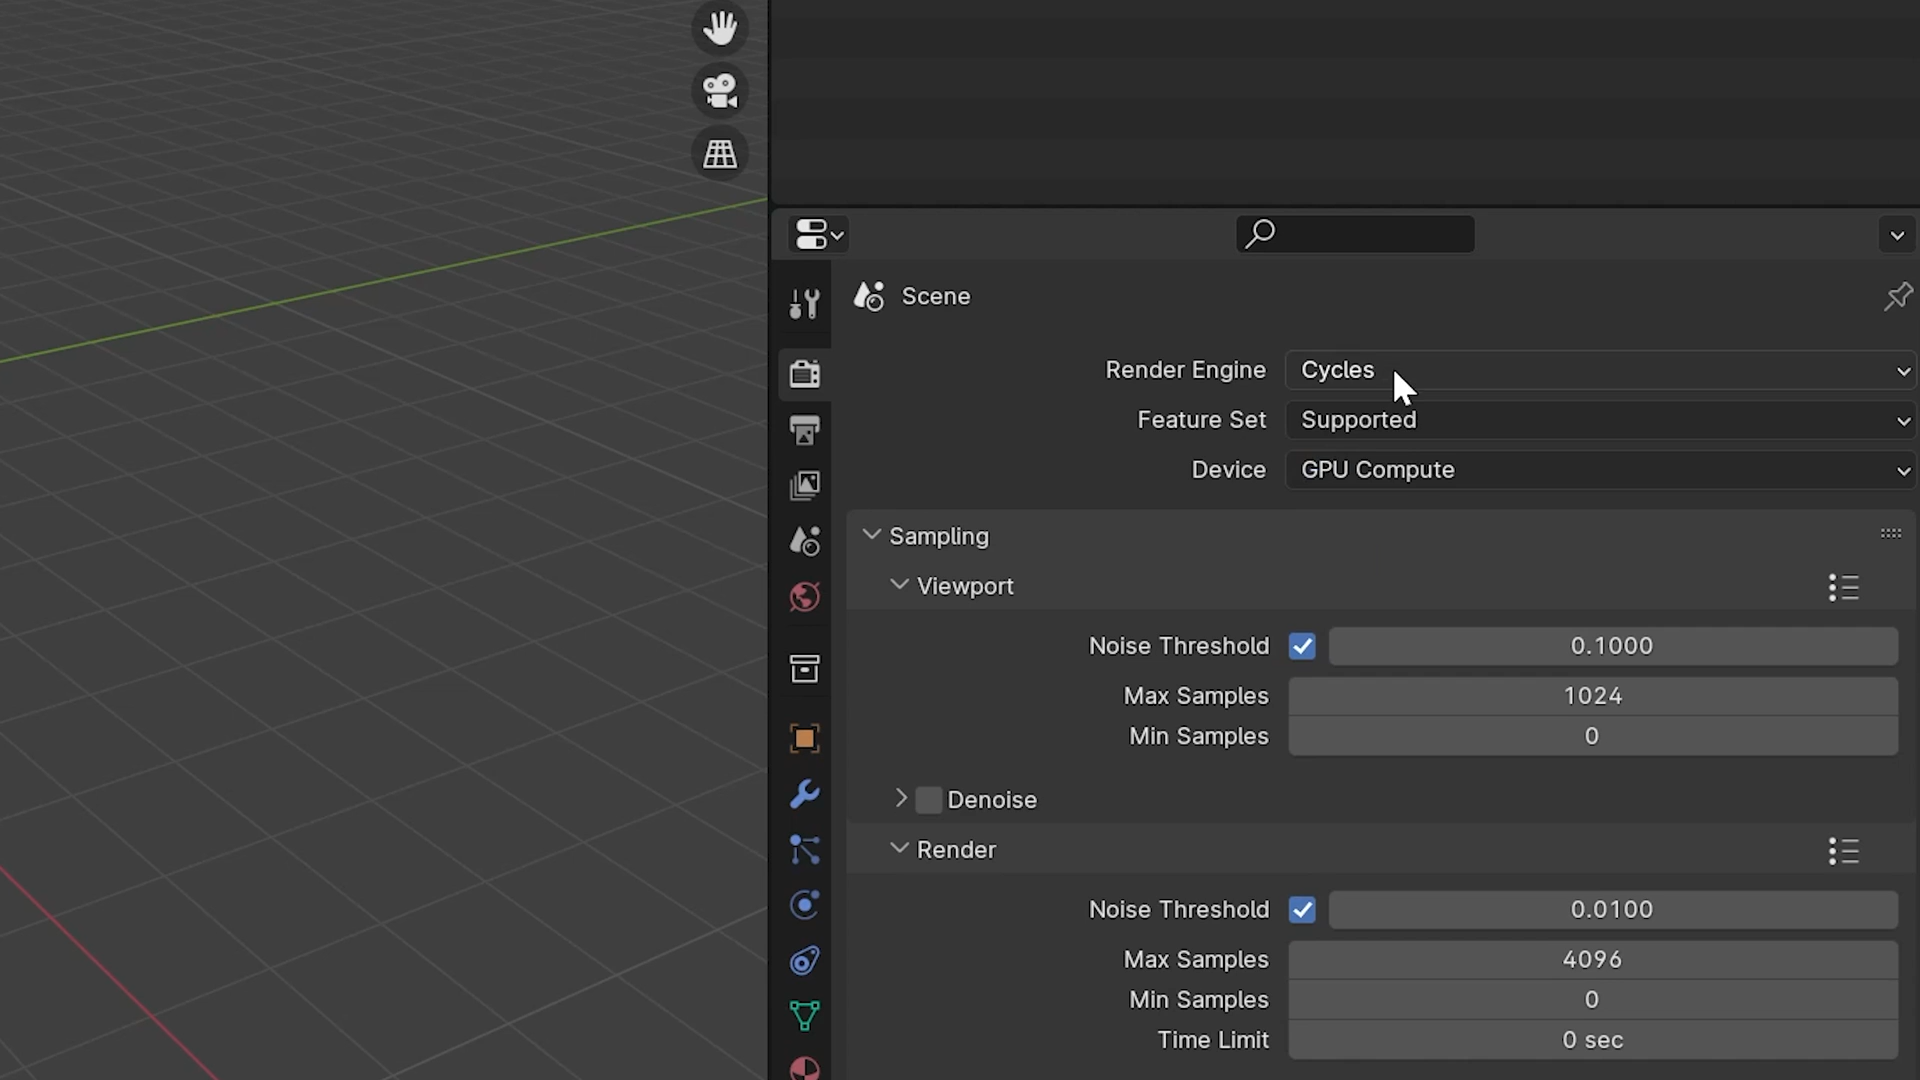 Scene
Render Engine Cycles
Feature Set Supported
Device GPU Compute
Sampling
Viewport
Noise Threshold 0.1000
Max Samples 1024
Min Samples 0
Denoise
Render
Noise Threshold 0.0100
Max Samples 4096
Min Samples 0
Time Limit 0 sec